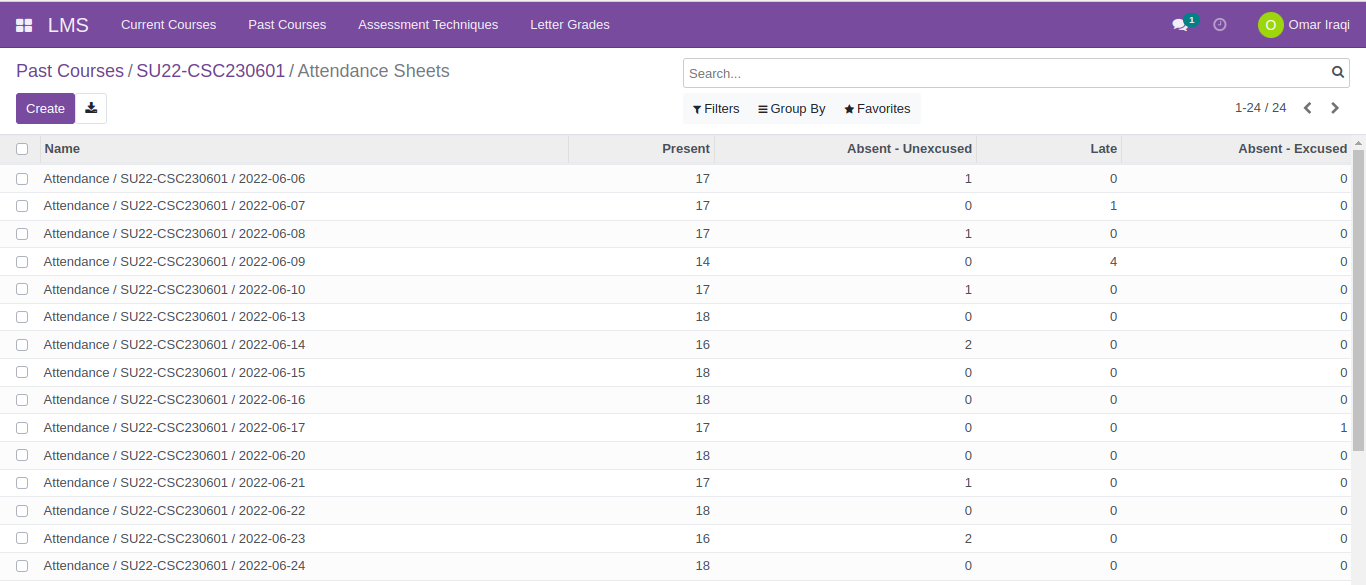 LMS Current Courses Past Courses Assessment Techniques Letter Grades 1 O Omar Iraqi
Past Courses / SU22-CSC230601 / Attendance Sheets
Search...
Create Filters Group By Favorites 1-24 / 24
Name Present Absent - Unexcused Late Absent - Excused
Attendance / SU22-CSC230601 / 2022-06-06 17 1 0 0
Attendance / SU22-CSC230601 / 2022-06-07 17 0 1 0
Attendance / SU22-CSC230601 / 2022-06-08 17 1 0 0
Attendance / SU22-CSC230601 / 2022-06-09 14 0 4 0
Attendance / SU22-CSC230601 / 2022-06-10 17 1 0 0
Attendance / SU22-CSC230601 / 2022-06-13 18 0 0 0
Attendance / SU22-CSC230601 / 2022-06-14 16 2 0 0
Attendance / SU22-CSC230601 / 2022-06-15 18 0 0 0
Attendance / SU22-CSC230601 / 2022-06-16 18 0 0 0
Attendance / SU22-CSC230601 / 2022-06-17 17 0 0 1
Attendance / SU22-CSC230601 / 2022-06-20 18 0 0 0
Attendance / SU22-CSC230601 / 2022-06-21 17 1 0 0
Attendance / SU22-CSC230601 / 2022-06-22 18 0 0 0
Attendance / SU22-CSC230601 / 2022-06-23 16 2 0 0
Attendance / SU22-CSC230601 / 2022-06-24 18 0 0 0